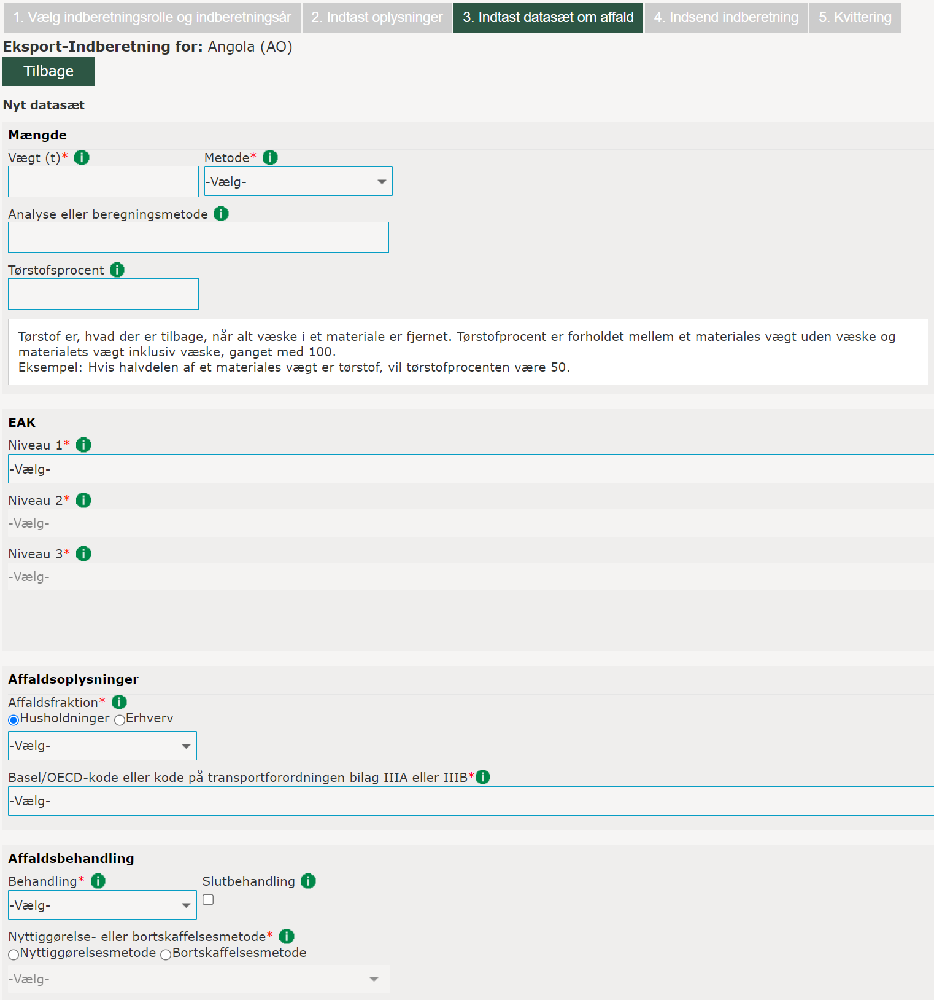 1. Vælg indberetningsrolle og indberetningsår 2. Indtast oplysninger 3. Indtast datasæt om affald 4. Indsend indberetning 5. Kvittering
Eksport-Indberetning for: Angola (AO)
Tilbage
Nyt datasæt
Mængde
Vægt (t)* i Metode* i
-Vælg-
Analyse eller beregningsmetode i
Tørstofsprocent i
Tørstof er, hvad der er tilbage, når alt væske i et materiale er fjernet. Tørstofprocent er forholdet mellem et materiales vægt uden væske og
materialets vægt inklusiv væske, ganget med 100.
Eksempel: Hvis halvdelen af et materiales vægt er tørstof, vil tørstofprocenten være 50.
EAK
Niveau 1* i
-Vælg-
Niveau 2* i
-Vælg-
Niveau 3* i
-Vælg-
Affaldsoplysninger
Affaldsfraktion* i
Husholdninger Erhverv
-Vælg-
Basel/OECD-kode eller kode på transportforordningen bilag IIIA eller IIIB* i
-Vælg-
Affaldsbehandling
Behandling* i Slutbehandling i
-Vælg-
Nyttiggørelse- eller bortskaffelsesmetode* i
Nyttiggørelsesmetode Bortskaffelsesmetode
-Vælg-